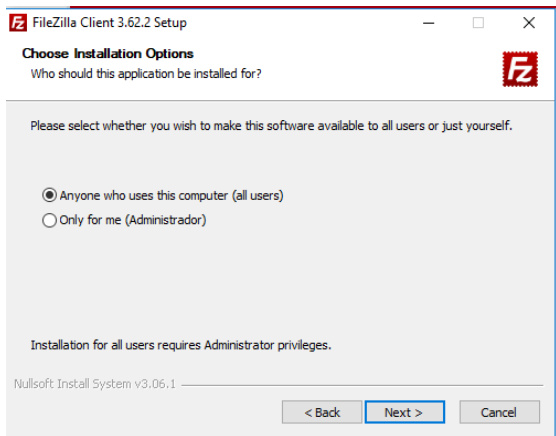 FileZilla Client 3.62.2 Setup
Choose Installation Options
Who should this application be installed for?
Fz
Please select whether you wish to make this software available to all users or just yourself.
Anyone who uses this computer (all users)
Only for me (Administrador)
Installation for all users requires Administrator privileges.
Nullsoft Install System v3.06.1
< Back Next > Cancel